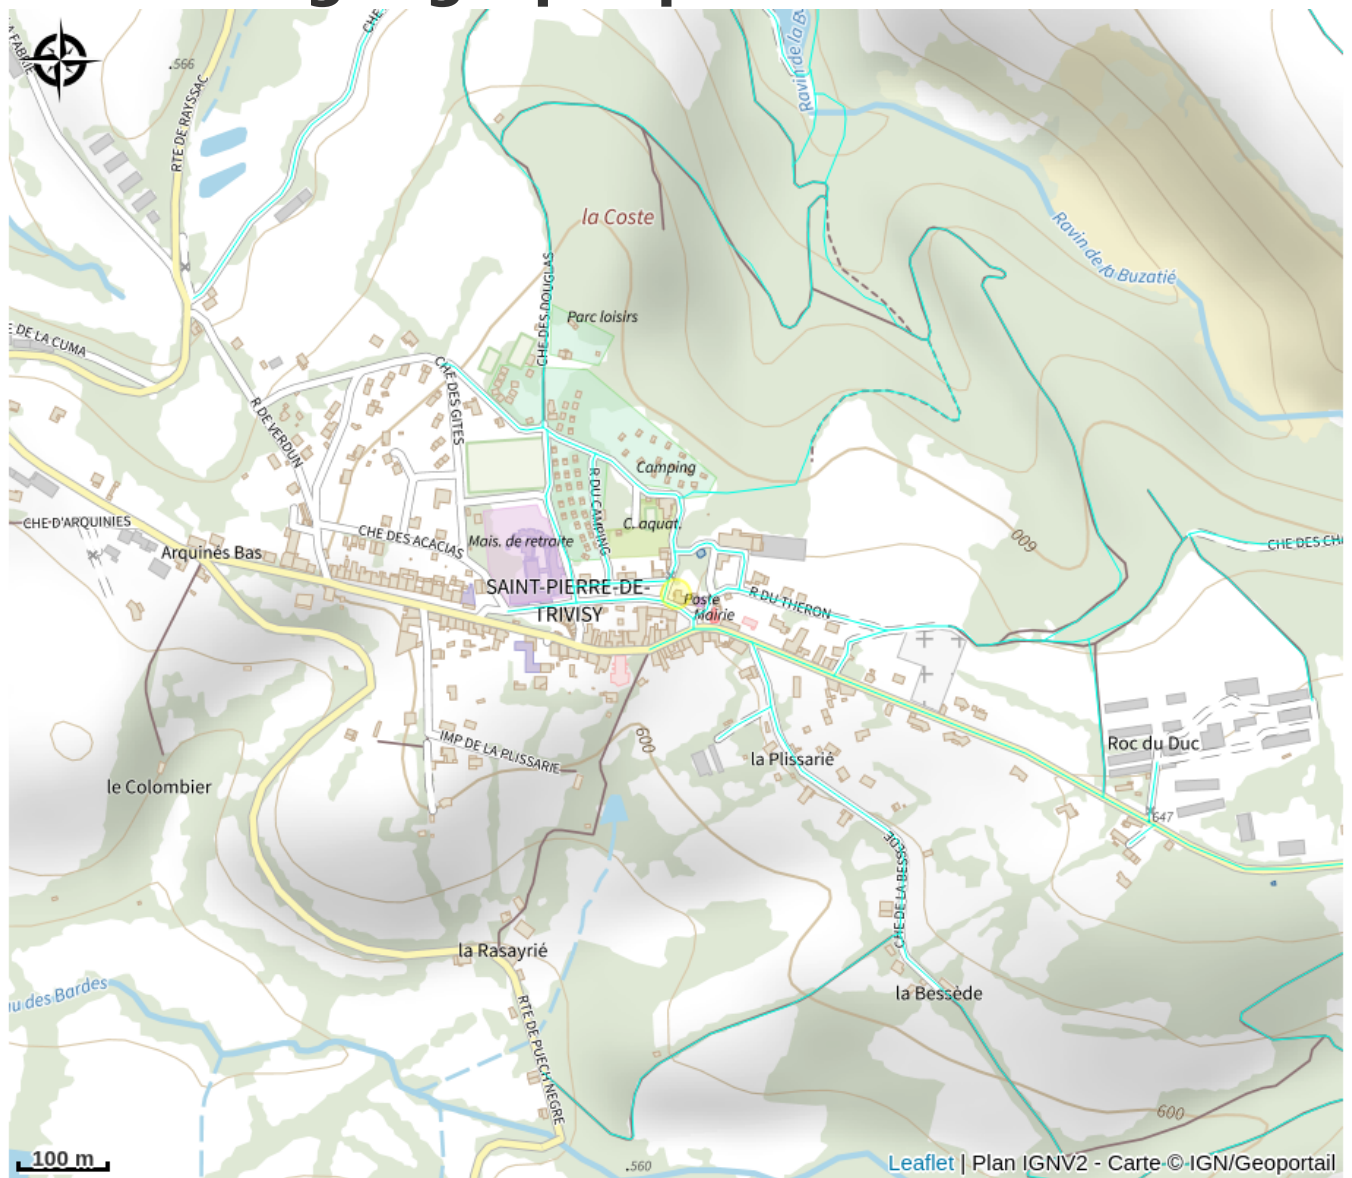 A FABRIE
CHE
.566
RTE DE RAYSSAC
Ravin de la B
la Coste
Ravin de la Buzatié
CHE DES DOUGLAS
Parc loisirs
E DE LA CUMA
CHE DES GITES
R DE VERDUN
Camping
R DU CAMPING
C. aquat.
CHE D'ARQUINIES
CHE DES ACACIAS
Mais. de retraite
600
CHE DES CH
Arquinés Bas
SAINT-PIERRE-DE-
TRIVISY
Poste
Mairie
R DU THERON
600
IMP DE LA PLISSARIE
la Plissarié
Roc du Duc
le Colombier
647
CHE DE LA BESSEDE
la Rasayrié
la Bessède
u des Bardes
RTE DE PUECH NEGRE
600
.560
100 m
Leaflet | Plan IGNV2 - Carte © IGN/Geoportail